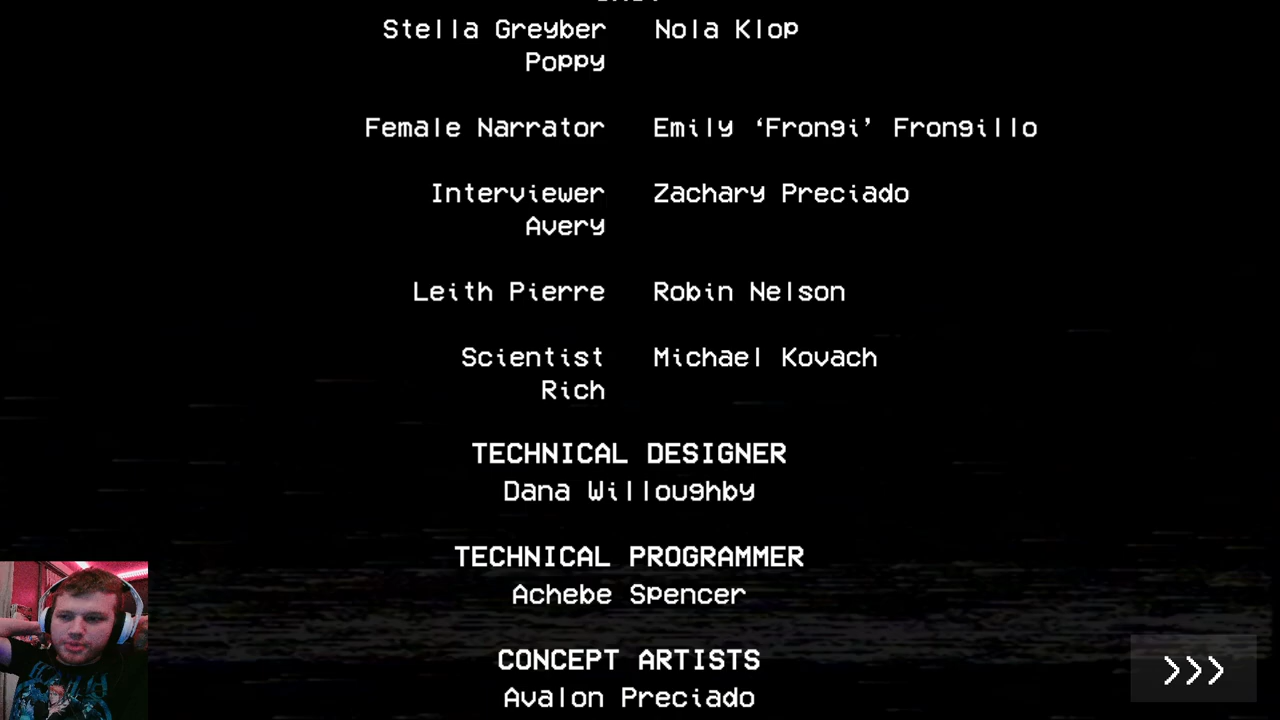 Stella Greyber Nola Klop
Poppy
Female Narrator Emily ‘Frongi’ Frongillo
Interviewer Zachary Preciado
Avery
Leith Pierre Robin Nelson
Scientist Michael Kovach
Rich
TECHNICAL DESIGNER
Dana Willoughby
TECHNICAL PROGRAMMER
Achebe Spencer
CONCEPT ARTISTS
Avalon Preciado
>>>